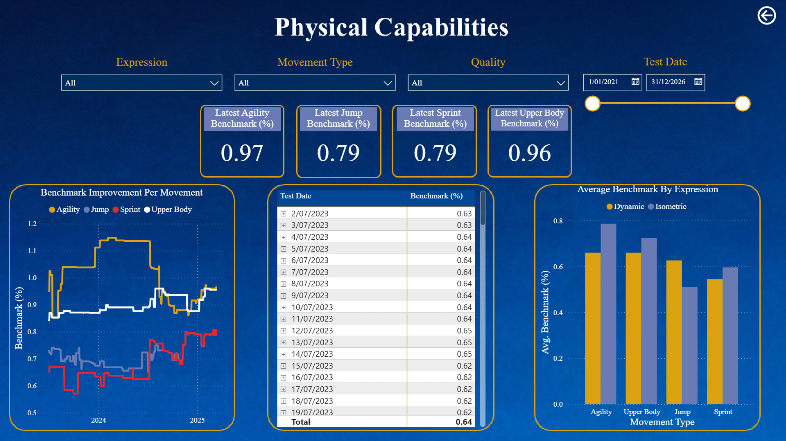 Physical Capabilities
Expression
Movement Type
Quality
Test Date
All
All
All
1/01/2021
31/12/2026
Latest Agility
Benchmark (%)
0.97
Latest Jump
Benchmark (%)
0.79
Latest Sprint
Benchmark (%)
0.79
Latest Upper Body
Benchmark (%)
0.96
Benchmark Improvement Per Movement
Agility Jump Sprint Upper Body
Benchmark (%)
1.2
1.1
1.0
0.9
0.8
0.7
0.6
0.5
2024 2025
Test Date Benchmark (%)
2/07/2023 0.63
3/07/2023 0.63
4/07/2023 0.64
5/07/2023 0.64
6/07/2023 0.64
7/07/2023 0.64
8/07/2023 0.64
9/07/2023 0.64
10/07/2023 0.64
11/07/2023 0.64
12/07/2023 0.65
13/07/2023 0.65
14/07/2023 0.65
15/07/2023 0.62
16/07/2023 0.62
17/07/2023 0.62
18/07/2023 0.62
19/07/2023 0.62
Total 0.64
Average Benchmark By Expression
Dynamic Isometric
Avg. Benchmark (%)
0.8
0.6
0.4
0.2
0.0
Agility Upper Body Jump Sprint
Movement Type